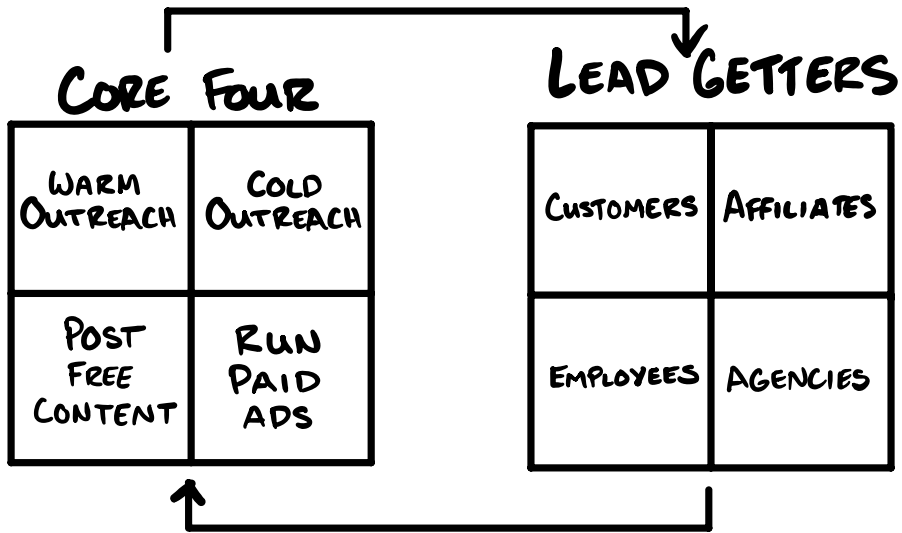 CORE FOUR
LEAD GETTERS
WARM
OUTREACH
COLD
OUTREACH
POST
FREE
CONTENT
RUN
PAID
ADS
CUSTOMERS
AFFILIATES
EMPLOYEES
AGENCIES